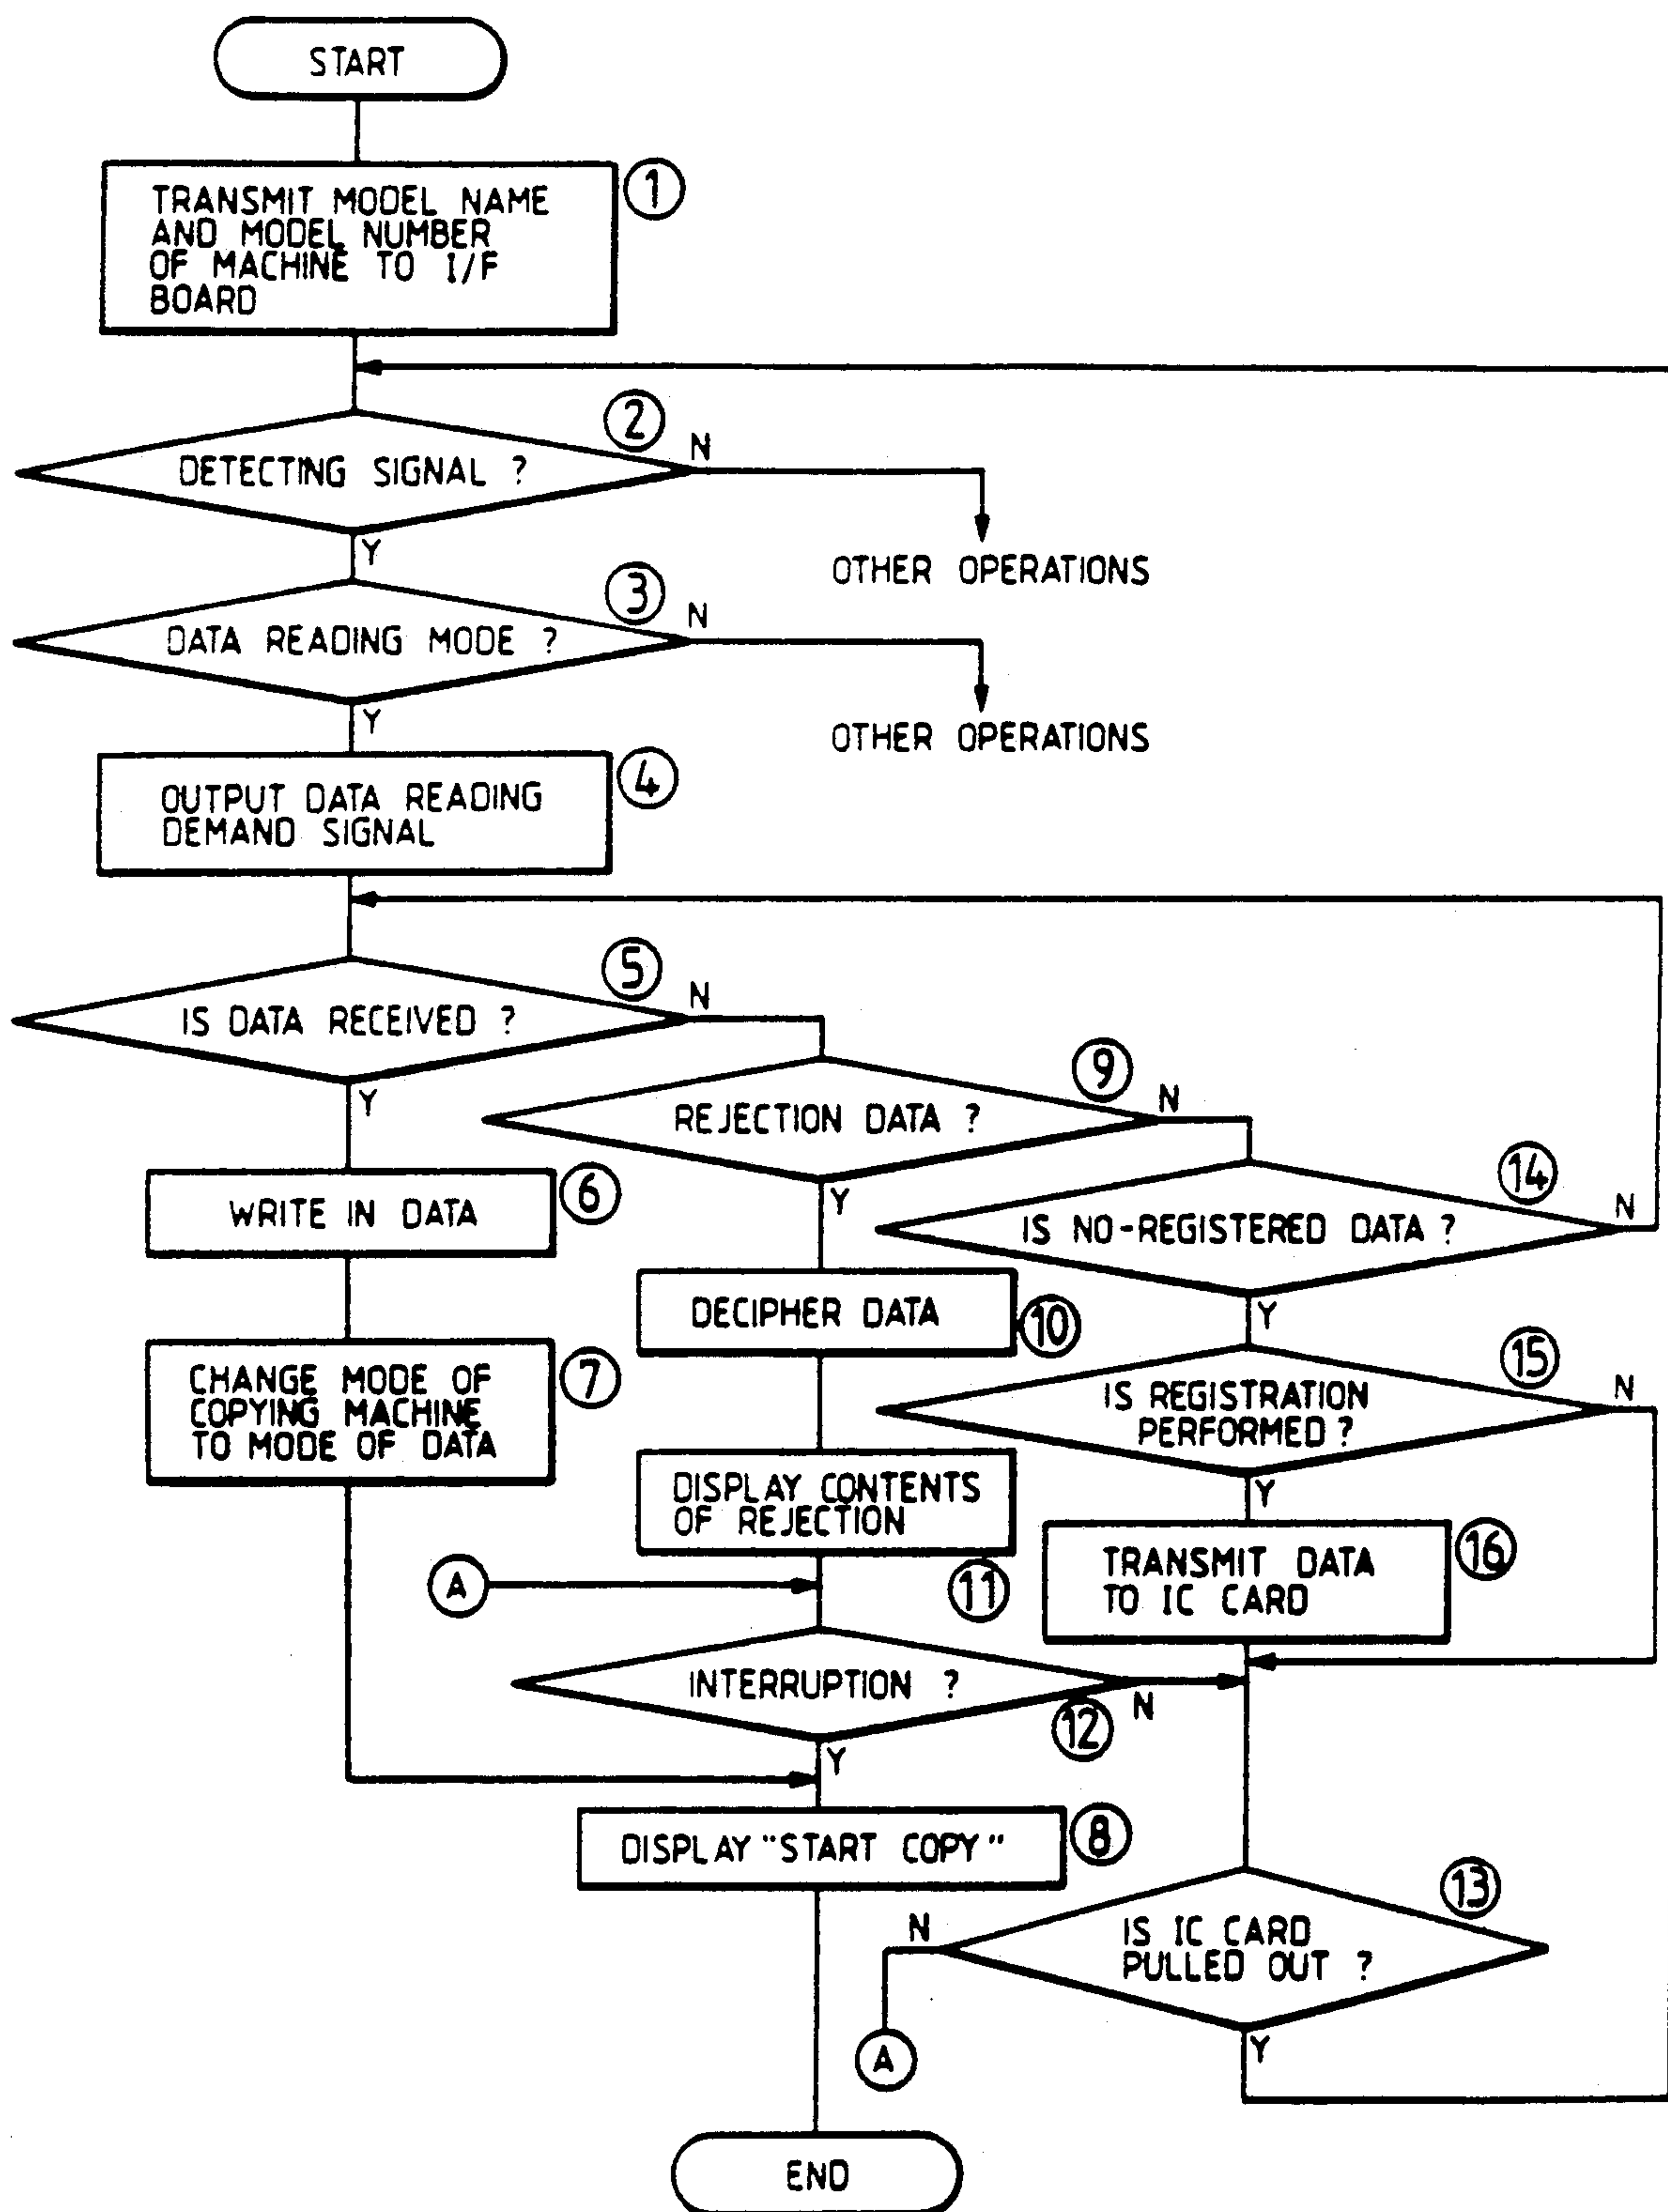 START
TRANSMIT MODEL NAME
AND MODEL NUMBER
OF MACHINE TO I/F
BOARD
1
DETECTING SIGNAL ?
2
N
Y
OTHER OPERATIONS
DATA READING MODE ?
3
N
Y
OTHER OPERATIONS
OUTPUT DATA READING
DEMAND SIGNAL
4
IS DATA RECEIVED ?
5
N
Y
WRITE IN DATA
6
CHANGE MODE OF
COPYING MACHINE
TO MODE OF DATA
7
REJECTION DATA ?
9
N
Y
DECIPHER DATA
10
DISPLAY CONTENTS
OF REJECTION
11
A
INTERRUPTION ?
12
N
Y
DISPLAY "START COPY"
8
IS NO-REGISTERED DATA ?
14
N
Y
IS REGISTRATION
PERFORMED ?
15
N
Y
TRANSMIT DATA
TO IC CARD
16
IS IC CARD
PULLED OUT ?
13
N
Y
A
END